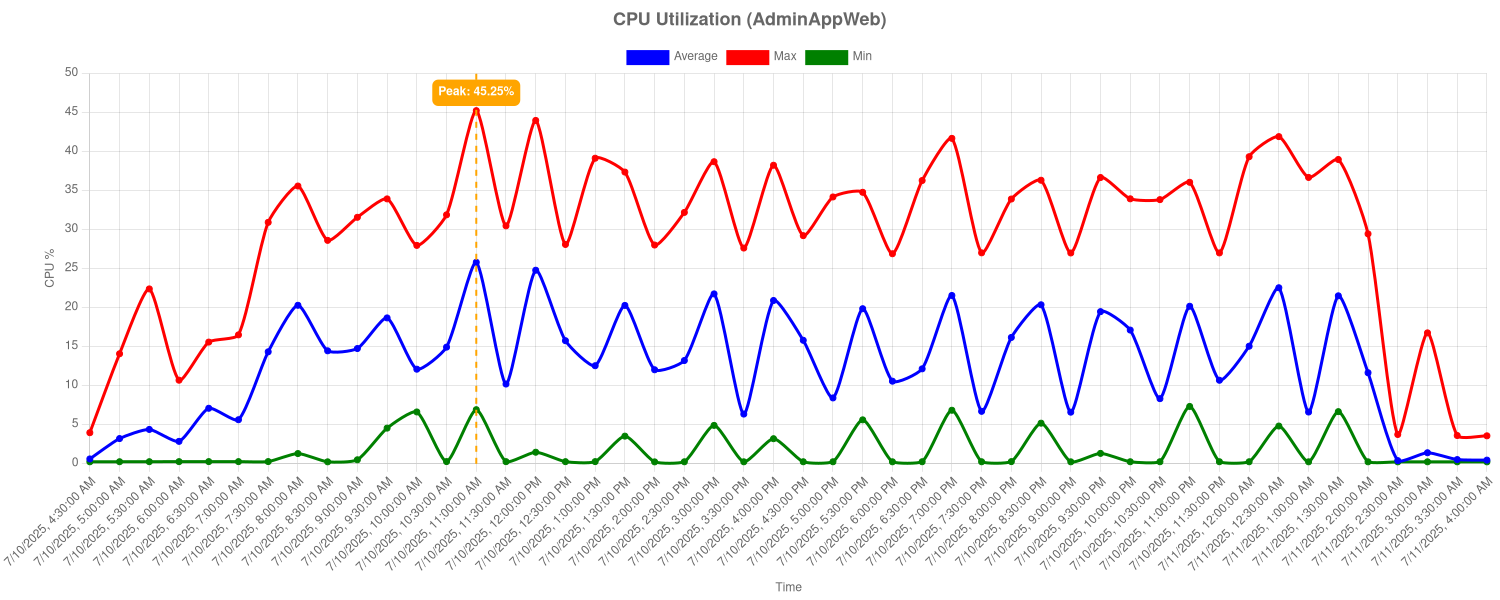 CPU Utilization (AdminAppWeb)
Average Max Min
Peak: 45.25%
50
45
40
35
30
25
20
15
10
5
0
CPU %
7/10/2025, 4:30:00 AM
7/10/2025, 5:00:00 AM
7/10/2025, 5:30:00 AM
7/10/2025, 6:00:00 AM
7/10/2025, 6:30:00 AM
7/10/2025, 7:00:00 AM
7/10/2025, 7:30:00 AM
7/10/2025, 8:00:00 AM
7/10/2025, 8:30:00 AM
7/10/2025, 9:00:00 AM
7/10/2025, 9:30:00 AM
7/10/2025, 10:00:00 AM
7/10/2025, 10:30:00 AM
7/10/2025, 11:00:00 AM
7/10/2025, 11:30:00 AM
7/10/2025, 12:00:00 PM
7/10/2025, 12:30:00 PM
7/10/2025, 1:00:00 PM
7/10/2025, 1:30:00 PM
7/10/2025, 2:00:00 PM
7/10/2025, 2:30:00 PM
7/10/2025, 3:00:00 PM
7/10/2025, 3:30:00 PM
7/10/2025, 4:00:00 PM
7/10/2025, 4:30:00 PM
7/10/2025, 5:00:00 PM
7/10/2025, 5:30:00 PM
7/10/2025, 6:00:00 PM
7/10/2025, 6:30:00 PM
7/10/2025, 7:00:00 PM
7/10/2025, 7:30:00 PM
7/10/2025, 8:00:00 PM
7/10/2025, 8:30:00 PM
7/10/2025, 9:00:00 PM
7/10/2025, 9:30:00 PM
7/10/2025, 10:00:00 PM
7/10/2025, 10:30:00 PM
7/10/2025, 11:00:00 PM
7/10/2025, 11:30:00 PM
7/11/2025, 12:00:00 AM
7/11/2025, 12:30:00 AM
7/11/2025, 1:00:00 AM
7/11/2025, 1:30:00 AM
7/11/2025, 2:00:00 AM
7/11/2025, 2:30:00 AM
7/11/2025, 3:00:00 AM
7/11/2025, 3:30:00 AM
7/11/2025, 4:00:00 AM
Time